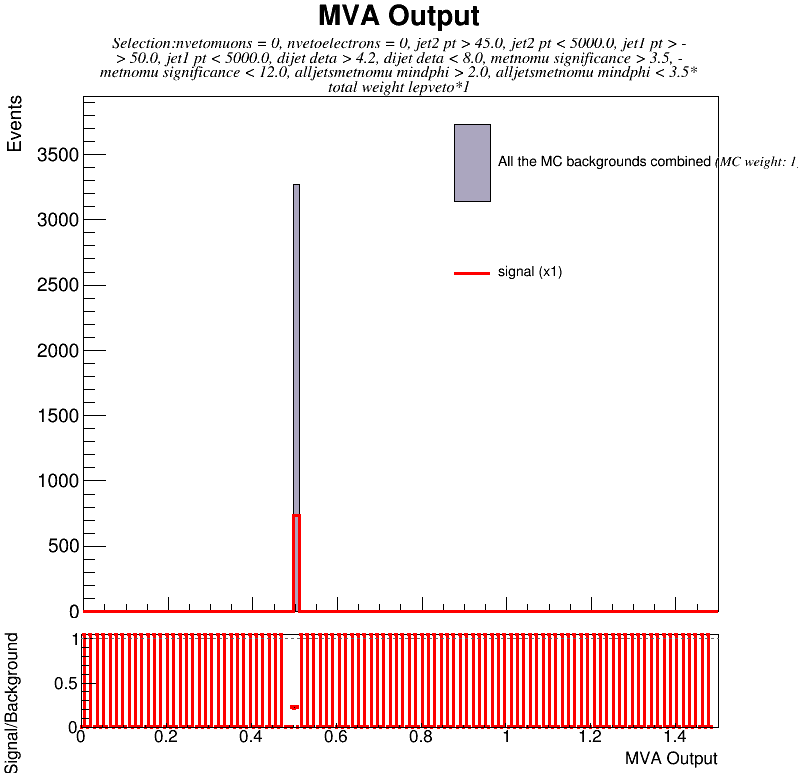 MVA Output
Selection:nvetomuons = 0, nvetoelectrons = 0, jet2 pt > 45.0, jet2 pt < 5000.0, jet1 pt > -
> 50.0, jet1 pt < 5000.0, dijet deta > 4.2, dijet deta < 8.0, metnomu significance > 3.5, -
metnomu significance < 12.0, alljetsmetnomu mindphi > 2.0, alljetsmetnomu mindphi < 3.5*
total weight lepveto*1
Events
3500
3000
2500
2000
1500
1000
500
0
All the MC backgrounds combined (MC weight: 1)
signal (x1)
Signal/Background
1
0.5
0
0 0.2 0.4 0.6 0.8 1 1.2 1.4
MVA Output